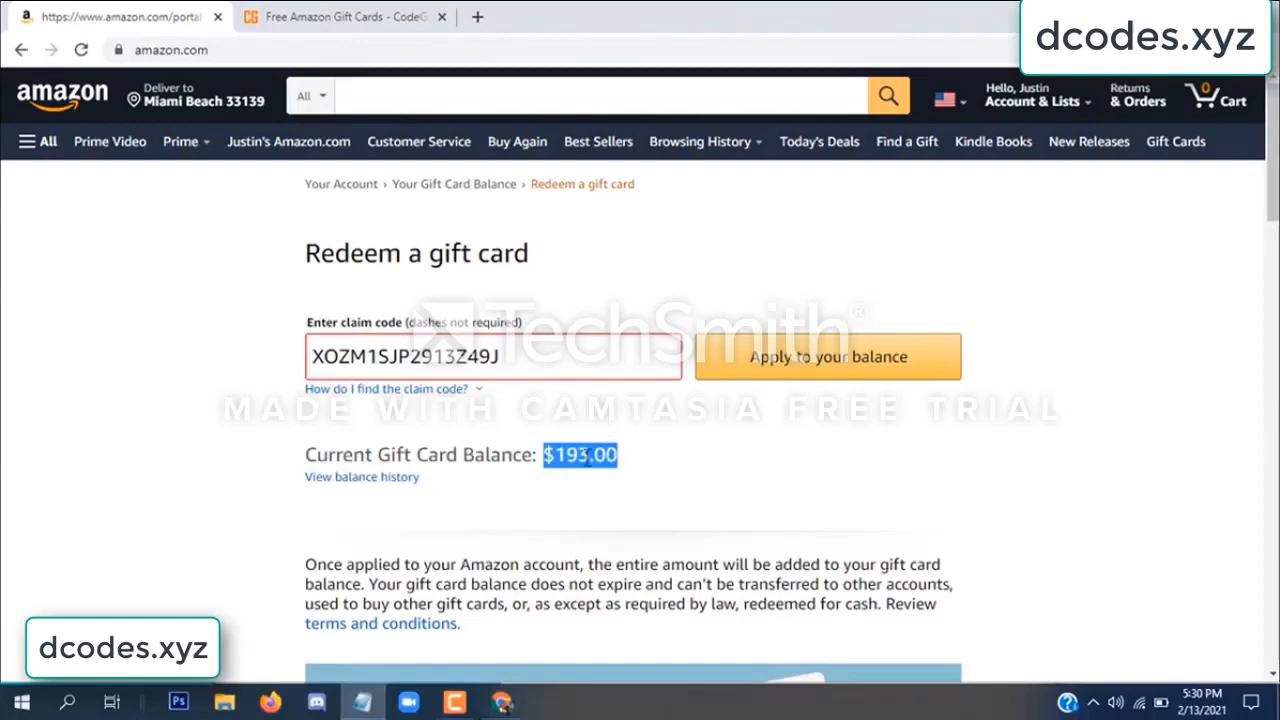 https://www.amazon.com/portal
Free Amazon Gift Cards - CodeG
dcodes.xyz
amazon.com
amazon
Deliver to
Miami Beach 33139
All
Hello, Justin
Account & Lists
Returns
& Orders
0
Cart
All
Prime Video
Prime
Justin's Amazon.com
Customer Service
Buy Again
Best Sellers
Browsing History
Today's Deals
Find a Gift
Kindle Books
New Releases
Gift Cards
Your Account › Your Gift Card Balance › Redeem a gift card
Redeem a gift card
Enter claim code (dashes not required)
TechSmith®
XOZM1SJP2913Z49J
Apply to your balance
How do I find the claim code?
MADE WITH CAMTASIA FREE TRIAL
Current Gift Card Balance: $193.00
View balance history
Once applied to your Amazon account, the entire amount will be added to your gift card
balance. Your gift card balance does not expire and can't be transferred to other accounts,
used to buy other gift cards, or, as except as required by law, redeemed for cash. Review
terms and conditions.
dcodes.xyz
Ps
5:30 PM
2/13/2021